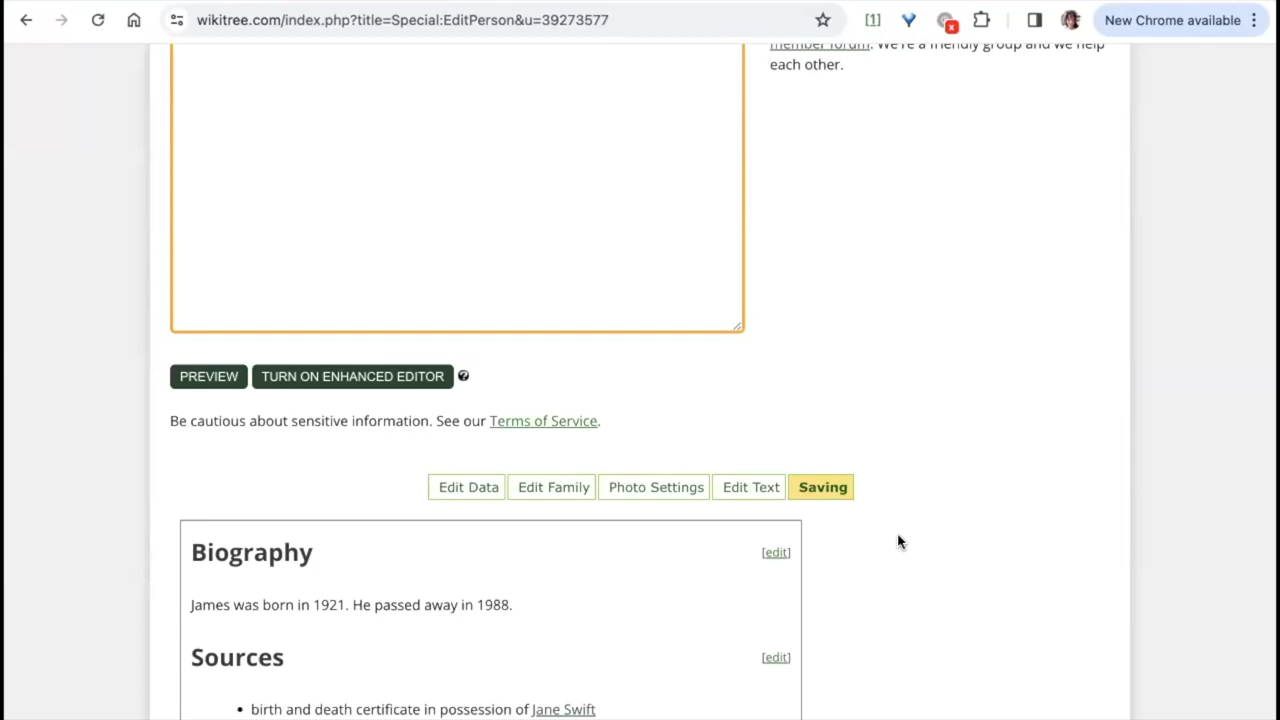 wikitree.com/index.php?title=Special:EditPerson&u=39273577
[1]
New Chrome available
member forum. We're a friendly group and we help
each other.
PREVIEW
TURN ON ENHANCED EDITOR
?
Be cautious about sensitive information. See our Terms of Service.
Edit Data
Edit Family
Photo Settings
Edit Text
Saving
Biography
[edit]
James was born in 1921. He passed away in 1988.
Sources
[edit]
• birth and death certificate in possession of Jane Swift